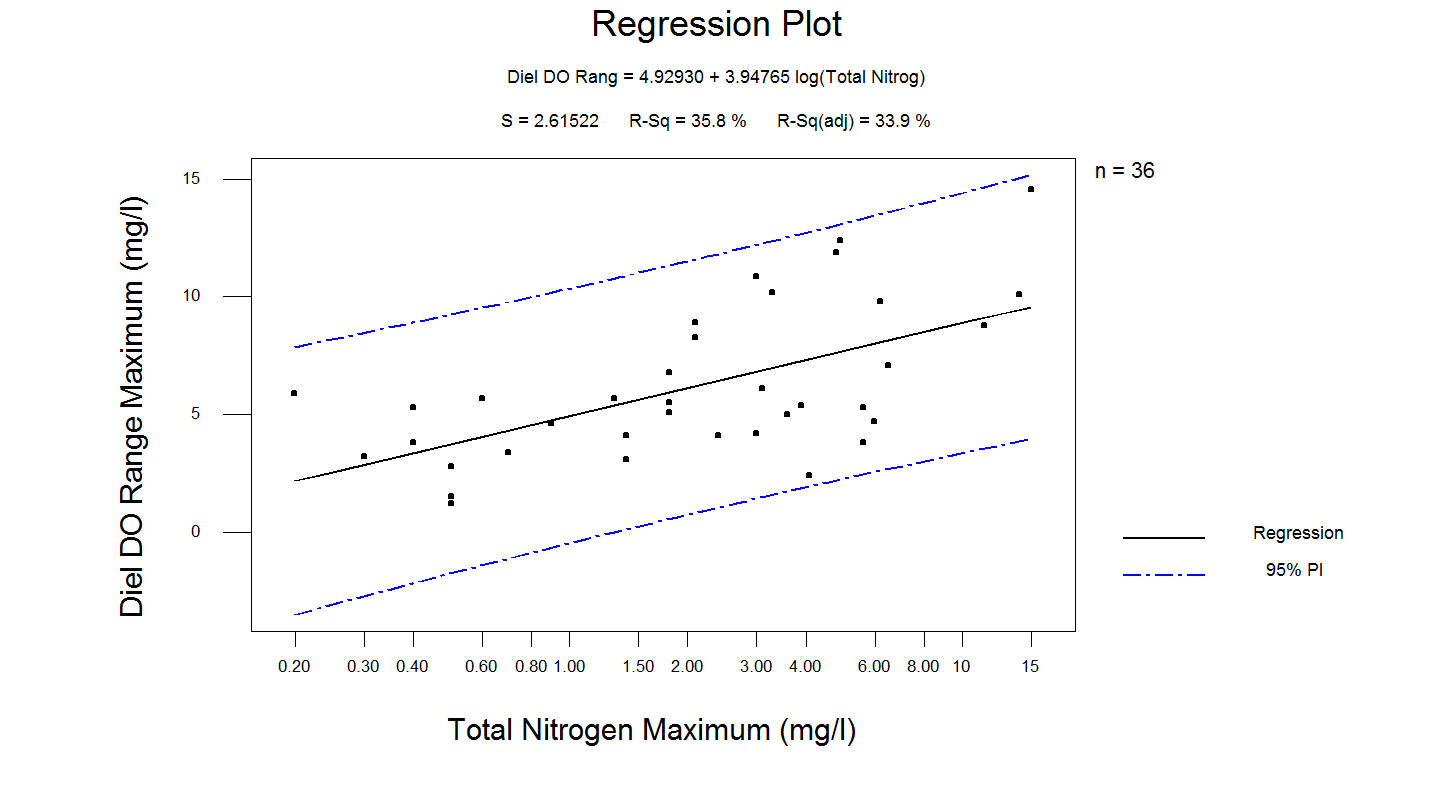 Regression Plot
Diel DO Rang = 4.92930 + 3.94765 log(Total Nitrog)
S = 2.61522 R-Sq = 35.8 % R-Sq(adj) = 33.9 %
n = 36
15
10
5
0
Diel DO Range Maximum (mg/l)
Regression
95% PI
0.20 0.30 0.40 0.60 0.80 1.00 1.50 2.00 3.00 4.00 6.00 8.00 10 15
Total Nitrogen Maximum (mg/l)